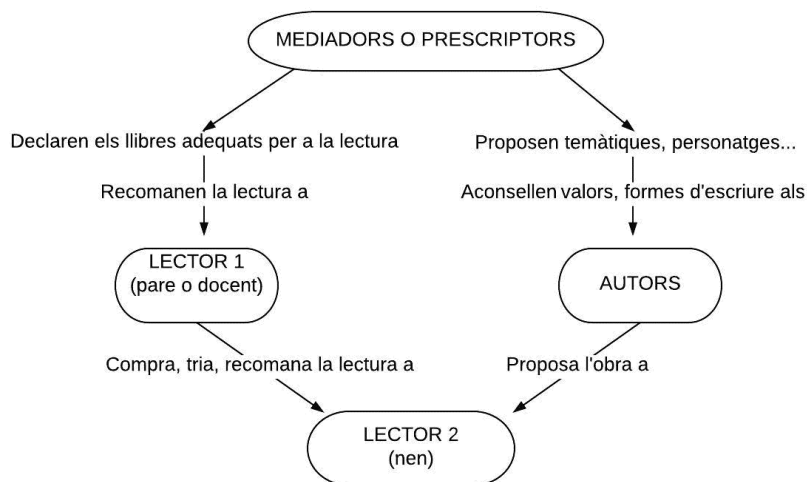 MEDIADORS O PRESCRIPTORS
Declaren els llibres adequats per a la lectura
Recomanen la lectura a
LECTOR 1
(pare o docent)
Compra, tria, recomana la lectura a
Proposen temàtiques, personatges...
Aconsellen valors, formes d'escriure als
AUTORS
Proposa l'obra a
LECTOR 2
(nen)